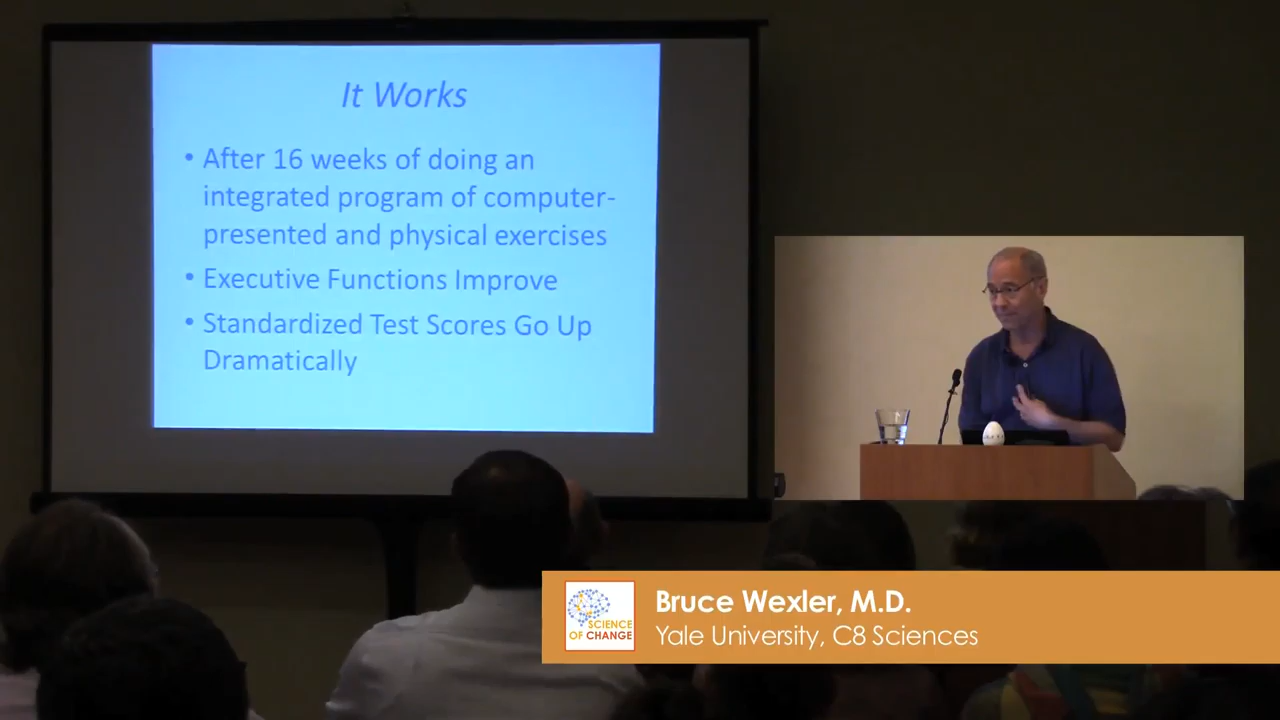 It Works
• After 16 weeks of doing an
integrated program of computer-
presented and physical exercises
• Executive Functions Improve
• Standardized Test Scores Go Up
Dramatically
SCIENCE
OF CHANGE
Bruce Wexler, M.D.
Yale University, C8 Sciences